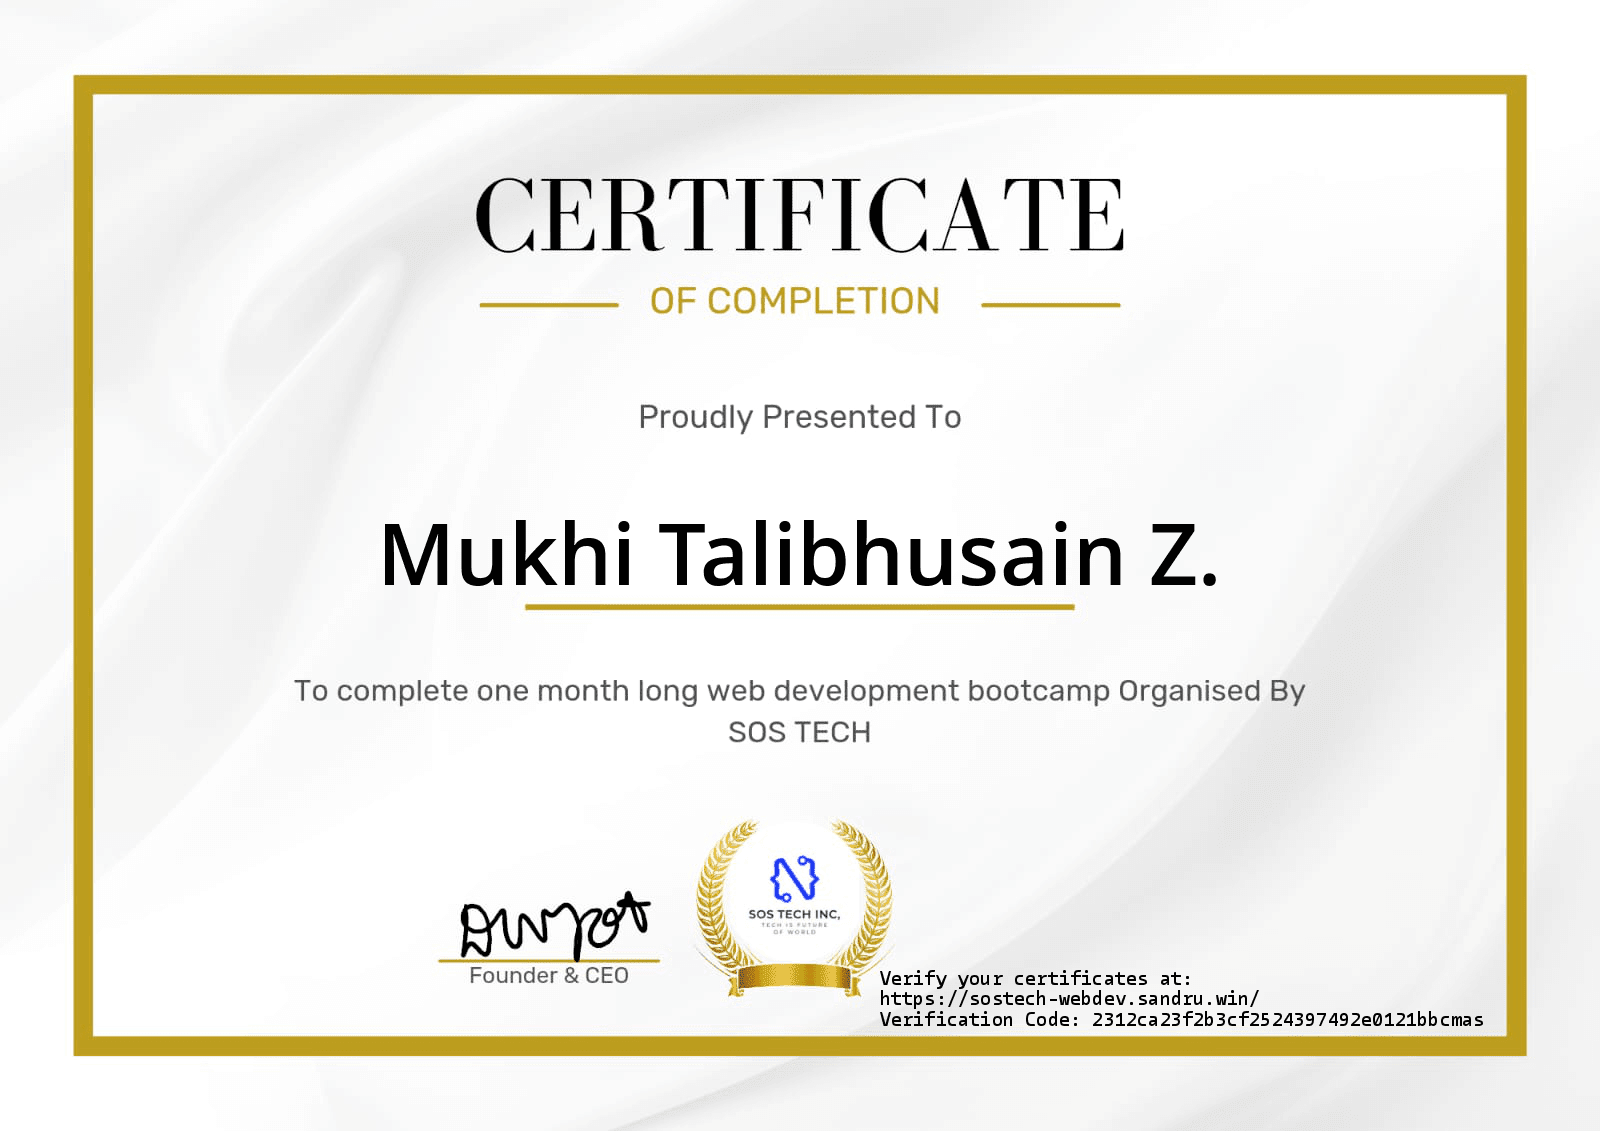 CERTIFICATE
OF COMPLETION
Proudly Presented To
Mukhi Talibhusain Z.
To complete one month long web development bootcamp Organised By
SOS TECH
Founder & CEO
SOS TECH INC,
TECH IS FUTURE
OF WORLD
Verify your certificates at:
https://sostech-webdev.sandru.win/
Verification Code: 2312ca23f2b3cf2524397492e0121bbcmas